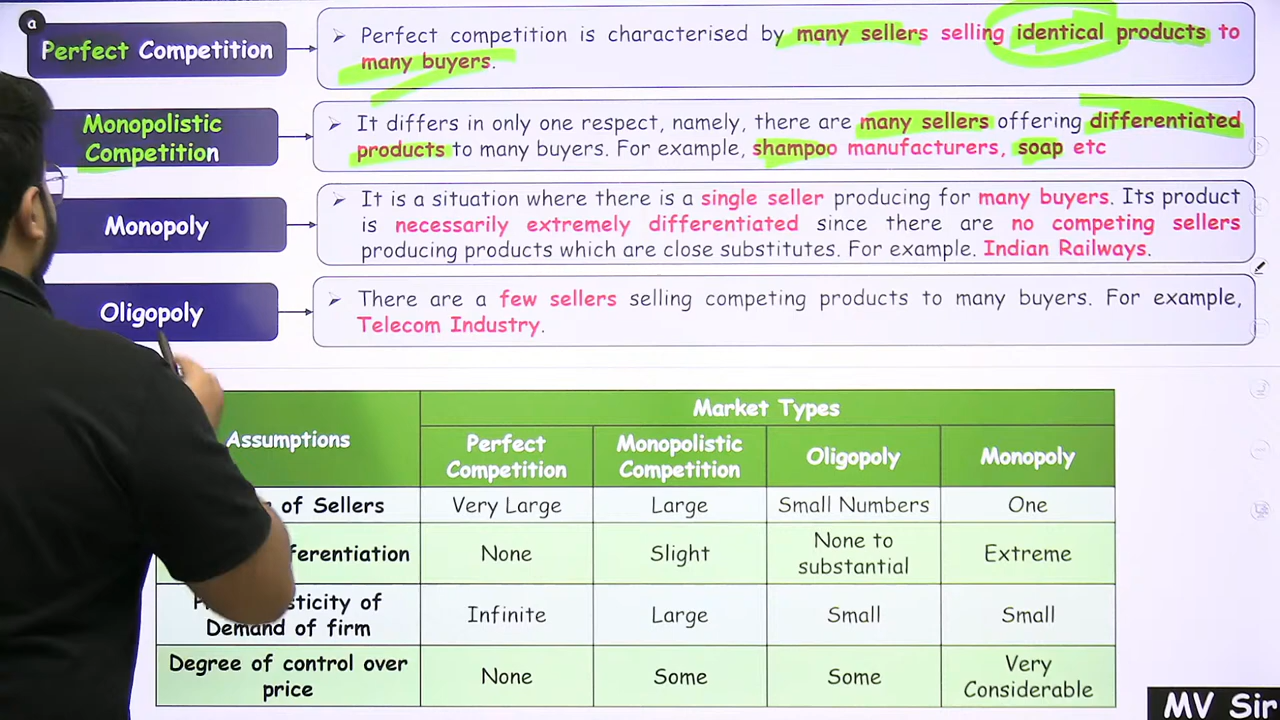 a
Perfect Competition
Perfect competition is characterised by many sellers selling identical products to
many buyers.
Monopolistic
Competition
It differs in only one respect, namely, there are many sellers offering differentiated
products to many buyers. For example, shampoo manufacturers, soap etc
Monopoly
It is a situation where there is a single seller producing for many buyers. Its product
is necessarily extremely differentiated since there are no competing sellers
producing products which are close substitutes. For example. Indian Railways.
Oligopoly
There are a few sellers selling competing products to many buyers. For example,
Telecom Industry.
Assumptions
Market Types
Perfect
Competition
Monopolistic
Competition
Oligopoly
Monopoly
of Sellers
Very Large
Large
Small Numbers
One
None
Slight
None to
substantial
Extreme
of
Demand of firm
Infinite
Large
Small
Small
Degree of control over
price
None
Some
Some
Very
Considerable
MV Sir